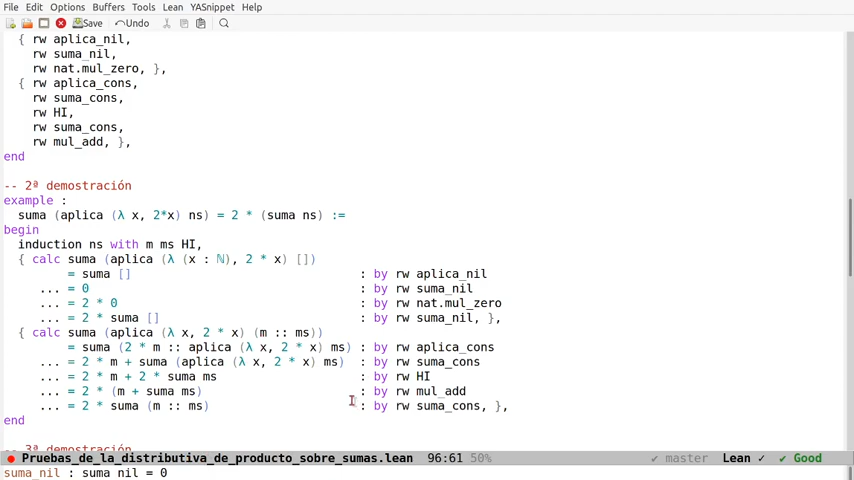 File Edit Options Buffers Tools Lean YASnippet Help
Save Undo
{ rw aplica_nil,
rw suma_nil,
rw nat.mul_zero, },
{ rw aplica_cons,
rw suma_cons,
rw HI,
rw suma_cons,
rw mul_add, },
end
-- 2ª demostración
example :
suma (aplica (λ x, 2*x) ns) = 2 * (suma ns) :=
begin
induction ns with m ms HI,
{ calc suma (aplica (λ (x : ℕ), 2 * x) [])
= suma [] : by rw aplica_nil
... = 0 : by rw suma_nil
... = 2 * 0 : by rw nat.mul_zero
... = 2 * suma [] : by rw suma_nil, },
{ calc suma (aplica (λ x, 2 * x) (m :: ms))
= suma (2 * m :: aplica (λ x, 2 * x) ms) : by rw aplica_cons
... = 2 * m + suma (aplica (λ x, 2 * x) ms) : by rw suma_cons
... = 2 * m + 2 * suma ms : by rw HI
... = 2 * (m + suma ms) : by rw mul_add
... = 2 * suma (m :: ms) : by rw suma_cons, },
end
-- 3ª demostración
Pruebas_de_la_distributiva_de_producto_sobre_sumas.lean 96:61 50% ✓ master Lean ✓ ✓ Good
suma_nil : suma nil = 0